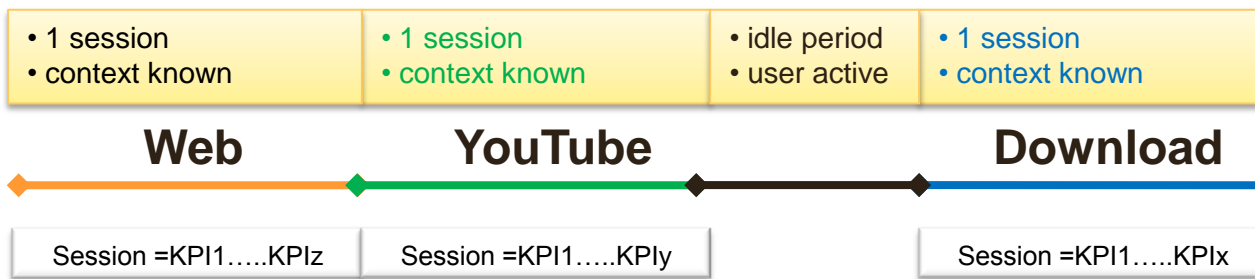 • 1 session
• context known
• 1 session
• context known
• idle period
• user active
• 1 session
• context known
Web
YouTube
Download
Session =KPI1…..KPIz
Session =KPI1…..KPIy
Session =KPI1…..KPIx